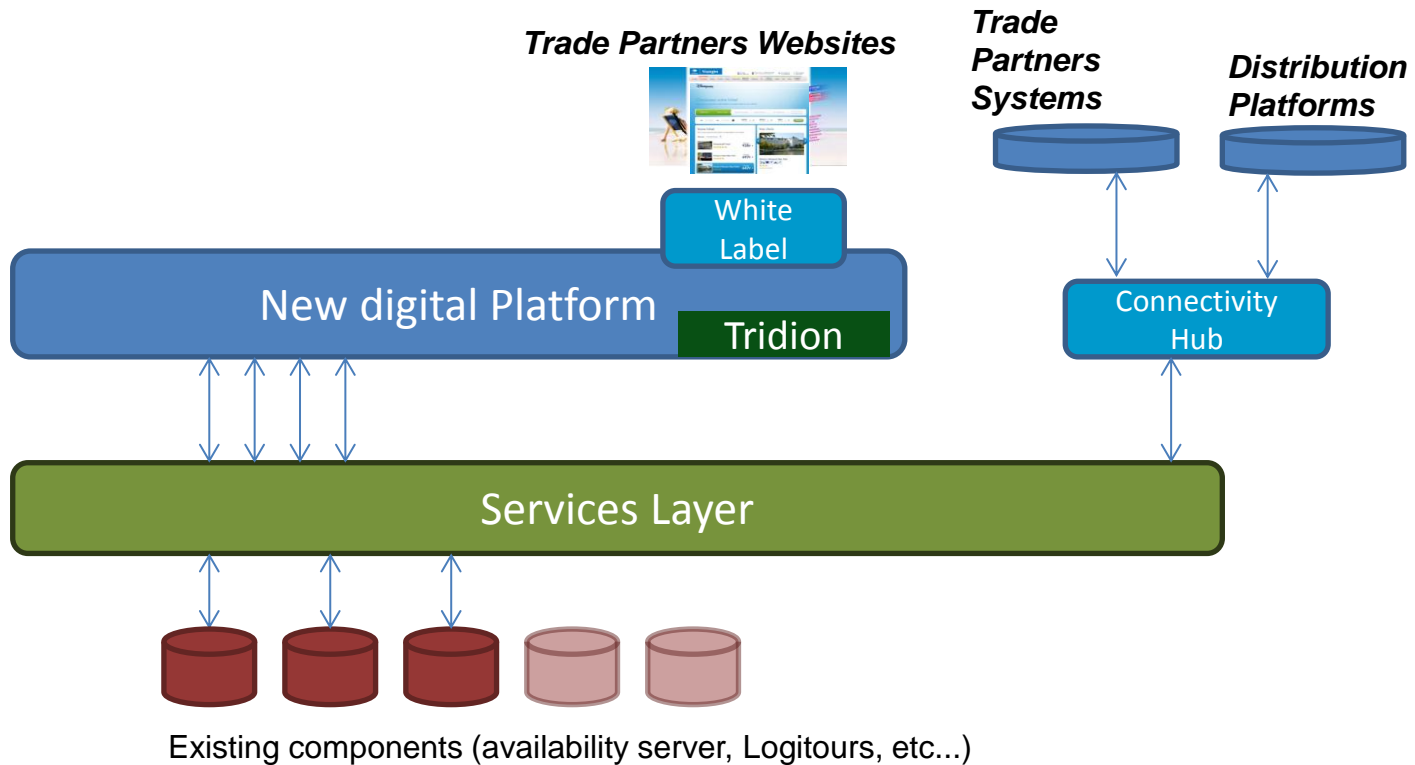 Trade Partners Websites
Trade
Partners
Systems
Distribution
Platforms
White
Label
New digital Platform
Tridion
Connectivity
Hub
Services Layer
Existing components (availability server, Logitours, etc...)